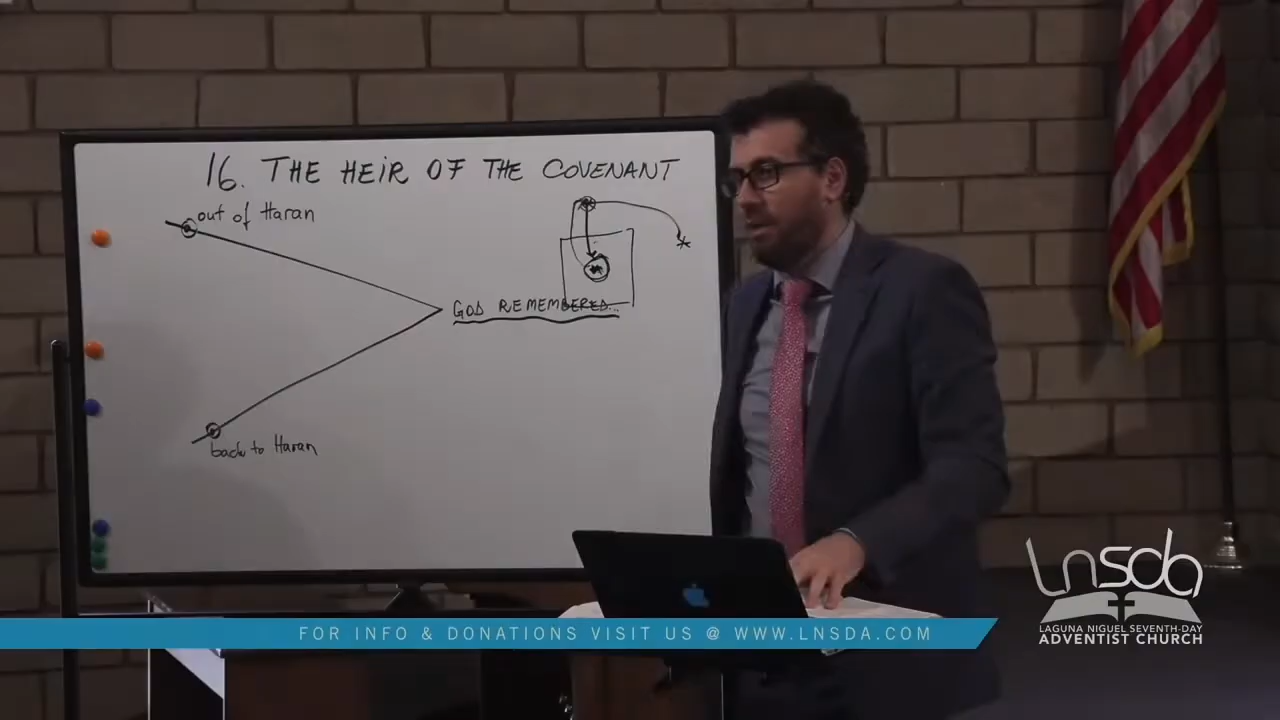 16. THE HEIR OF THE COVENANT
out of Haran
GOD REMEMBERED...
back to Haran
FOR INFO & DONATIONS VISIT US @ WWW.LNSDA.COM
LNSDA
LAGUNA NIGUEL SEVENTH-DAY
ADVENTIST CHURCH